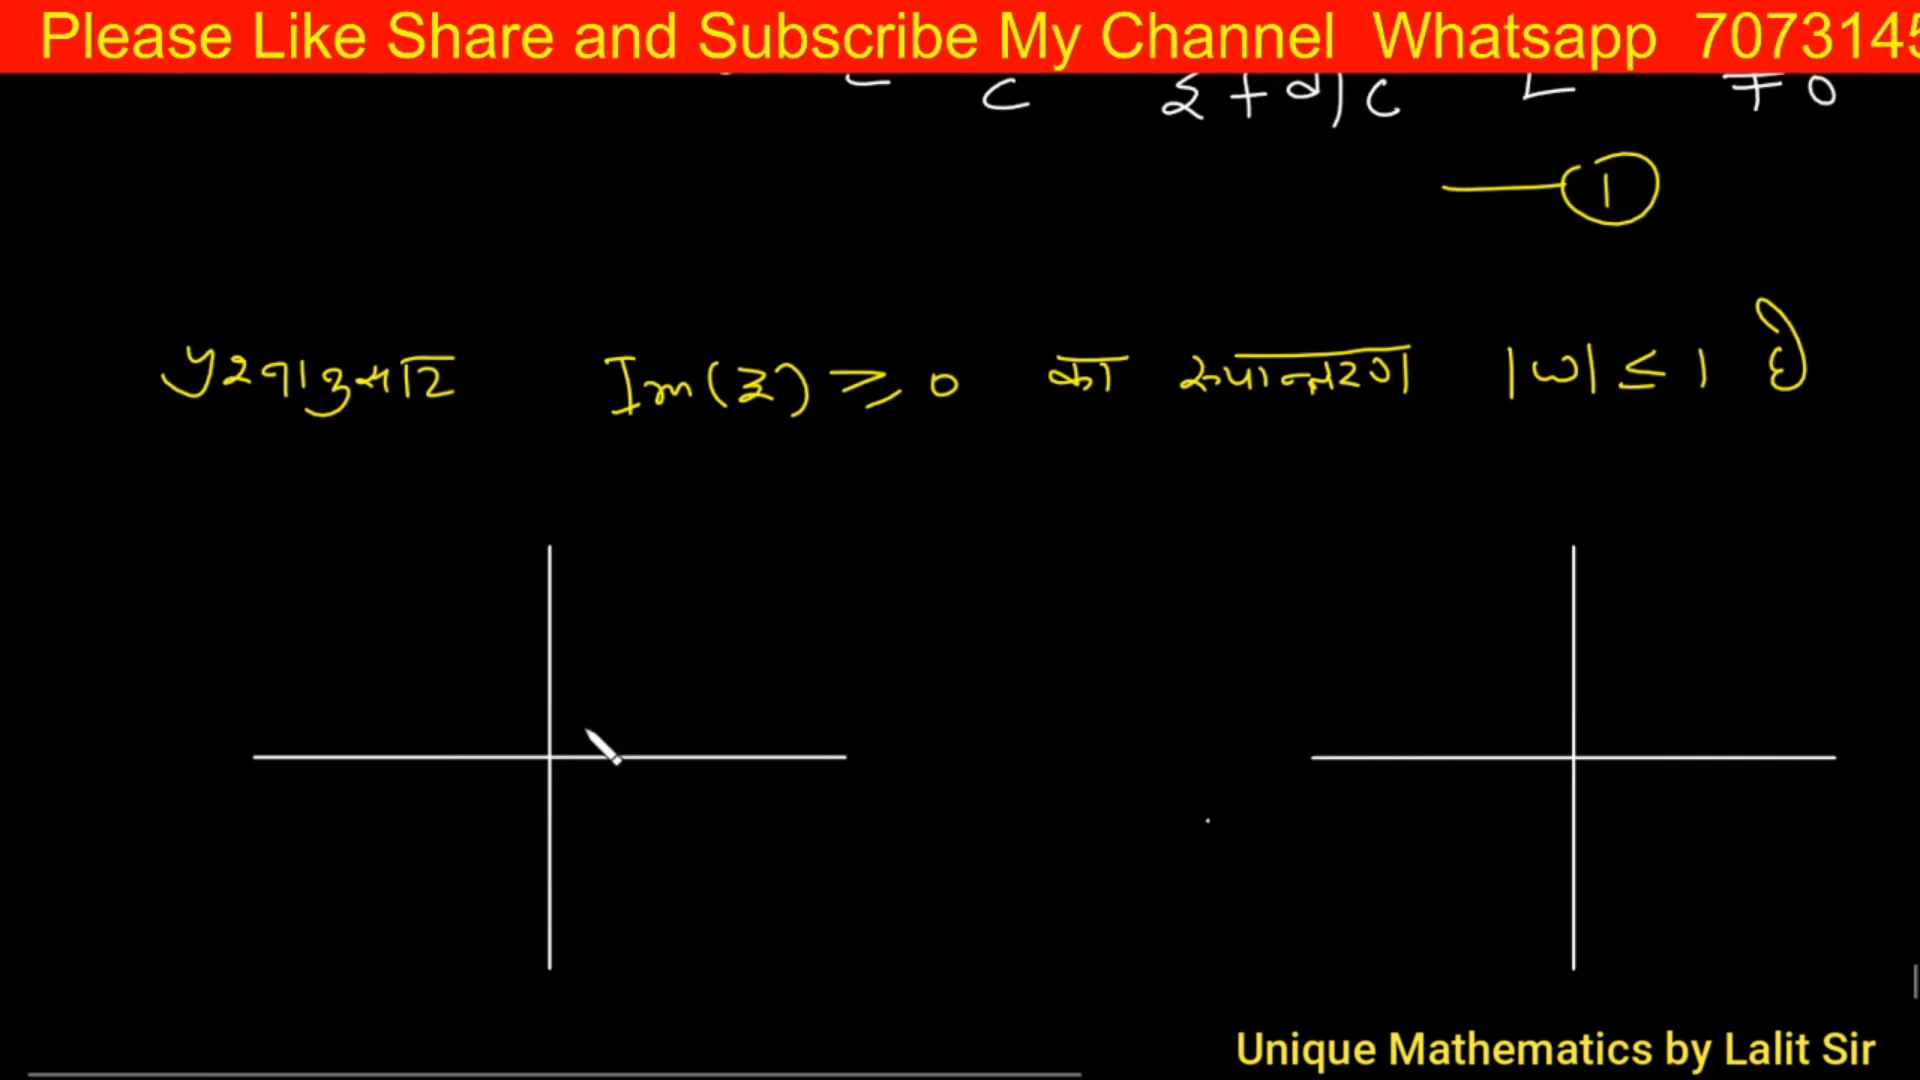 Please Like Share and Subscribe My Channel Whatsapp 707314
c z+d/c ≠0
①
प्रश्नानुसार Im(z) ≥ 0 का रूपान्तरण |w| ≤ 1 है
Unique Mathematics by Lalit Sir